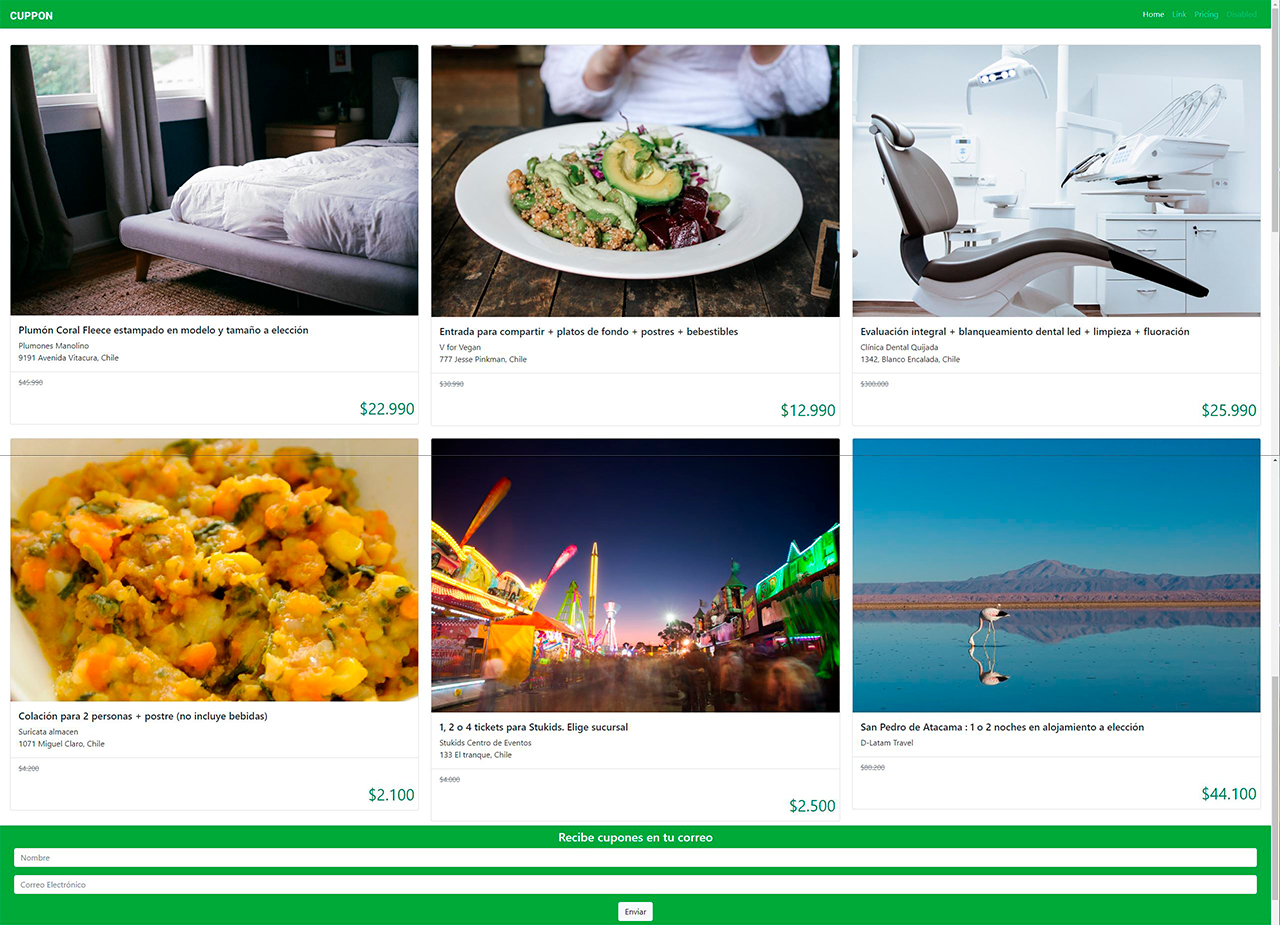 CUPPON
Home Link Pricing Disabled
Plumón Coral Fleece estampado en modelo y tamaño a elección
Plumones Manolino
9191 Avenida Vitacura, Chile
$45.990
$22.990
Entrada para compartir + platos de fondo + postres + bebestibles
V for Vegan
777 Jesse Pinkman, Chile
$30.990
$12.990
Evaluación integral + blanqueamiento dental led + limpieza + fluoración
Clínica Dental Quijada
1342, Blanco Encalada, Chile
$300.000
$25.990
Colación para 2 personas + postre (no incluye bebidas)
Suricata almacen
1071 Miguel Claro, Chile
$4.200
$2.100
1, 2 o 4 tickets para Stukids. Elige sucursal
Stukids Centro de Eventos
133 El tranque, Chile
$4.000
$2.500
San Pedro de Atacama : 1 o 2 noches en alojamiento a elección
D-Latam Travel
$80.200
$44.100
Recibe cupones en tu correo
Nombre
Correo Electrónico
Enviar